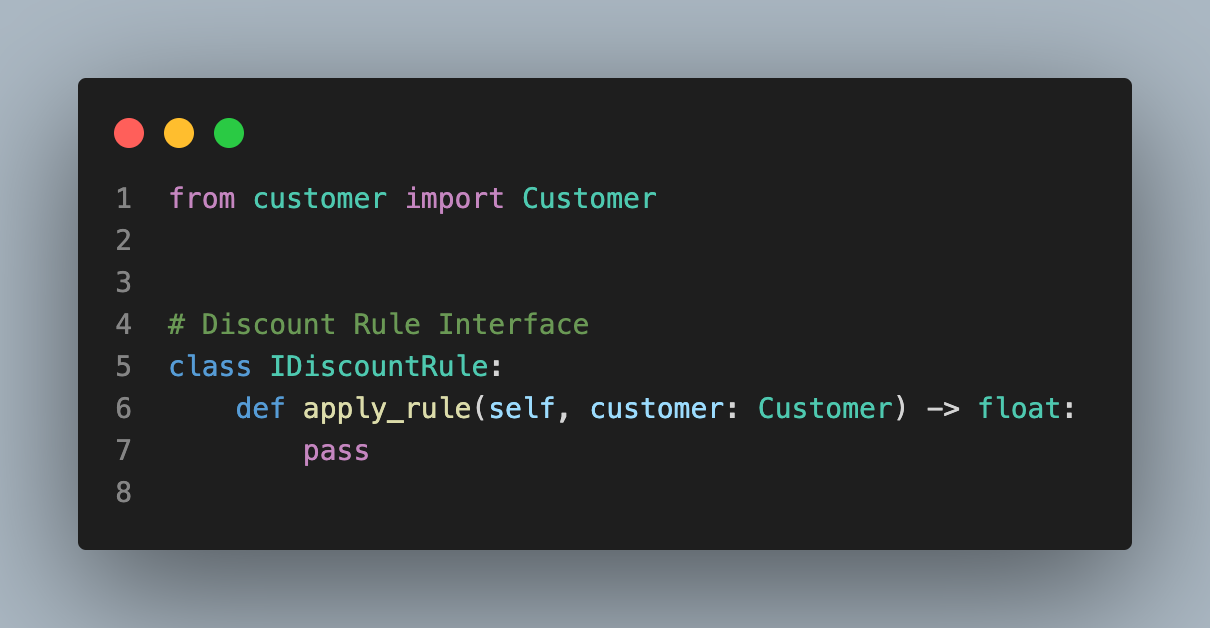 1 from customer import Customer
2
3
4 # Discount Rule Interface
5 class IDiscountRule:
6     def apply_rule(self, customer: Customer) -> float:
7         pass
8